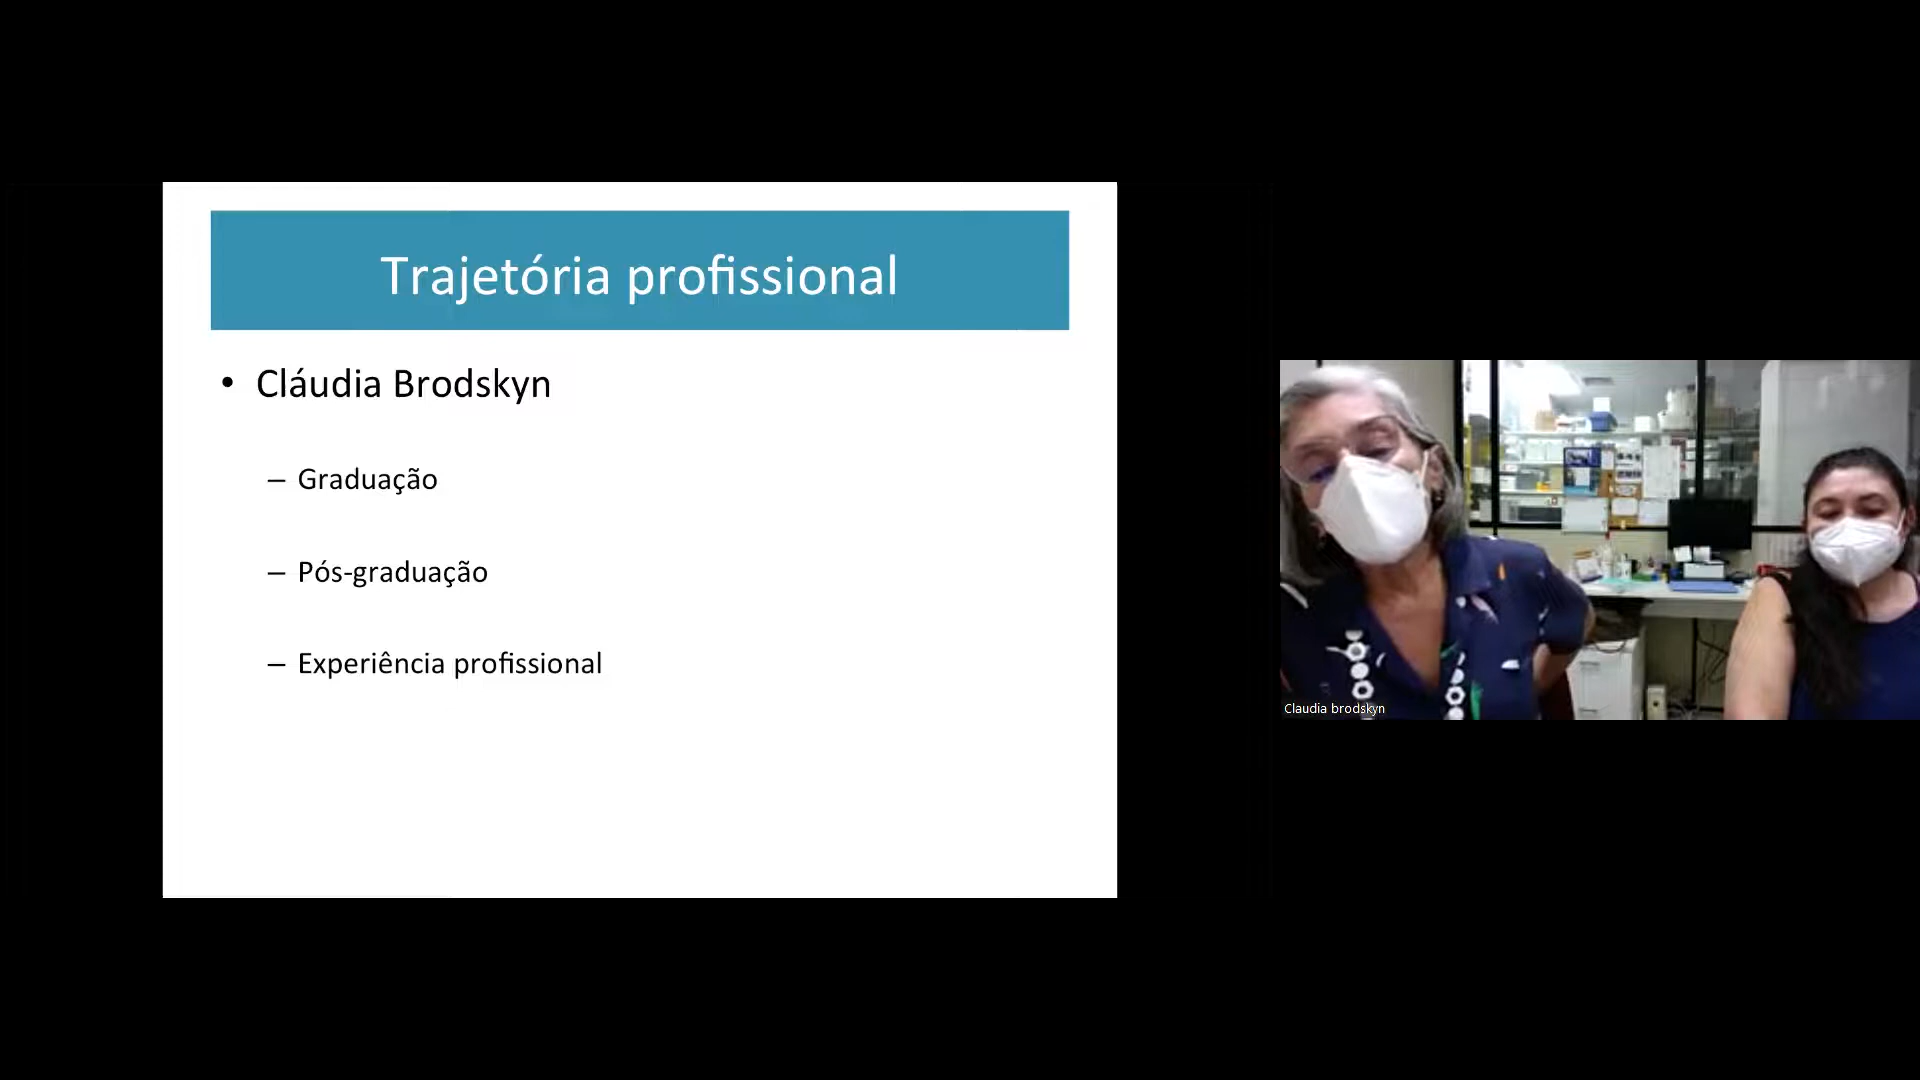 Trajetória profissional
• Cláudia Brodskyn
– Graduação
– Pós-graduação
– Experiência profissional
Claudia brodskyn